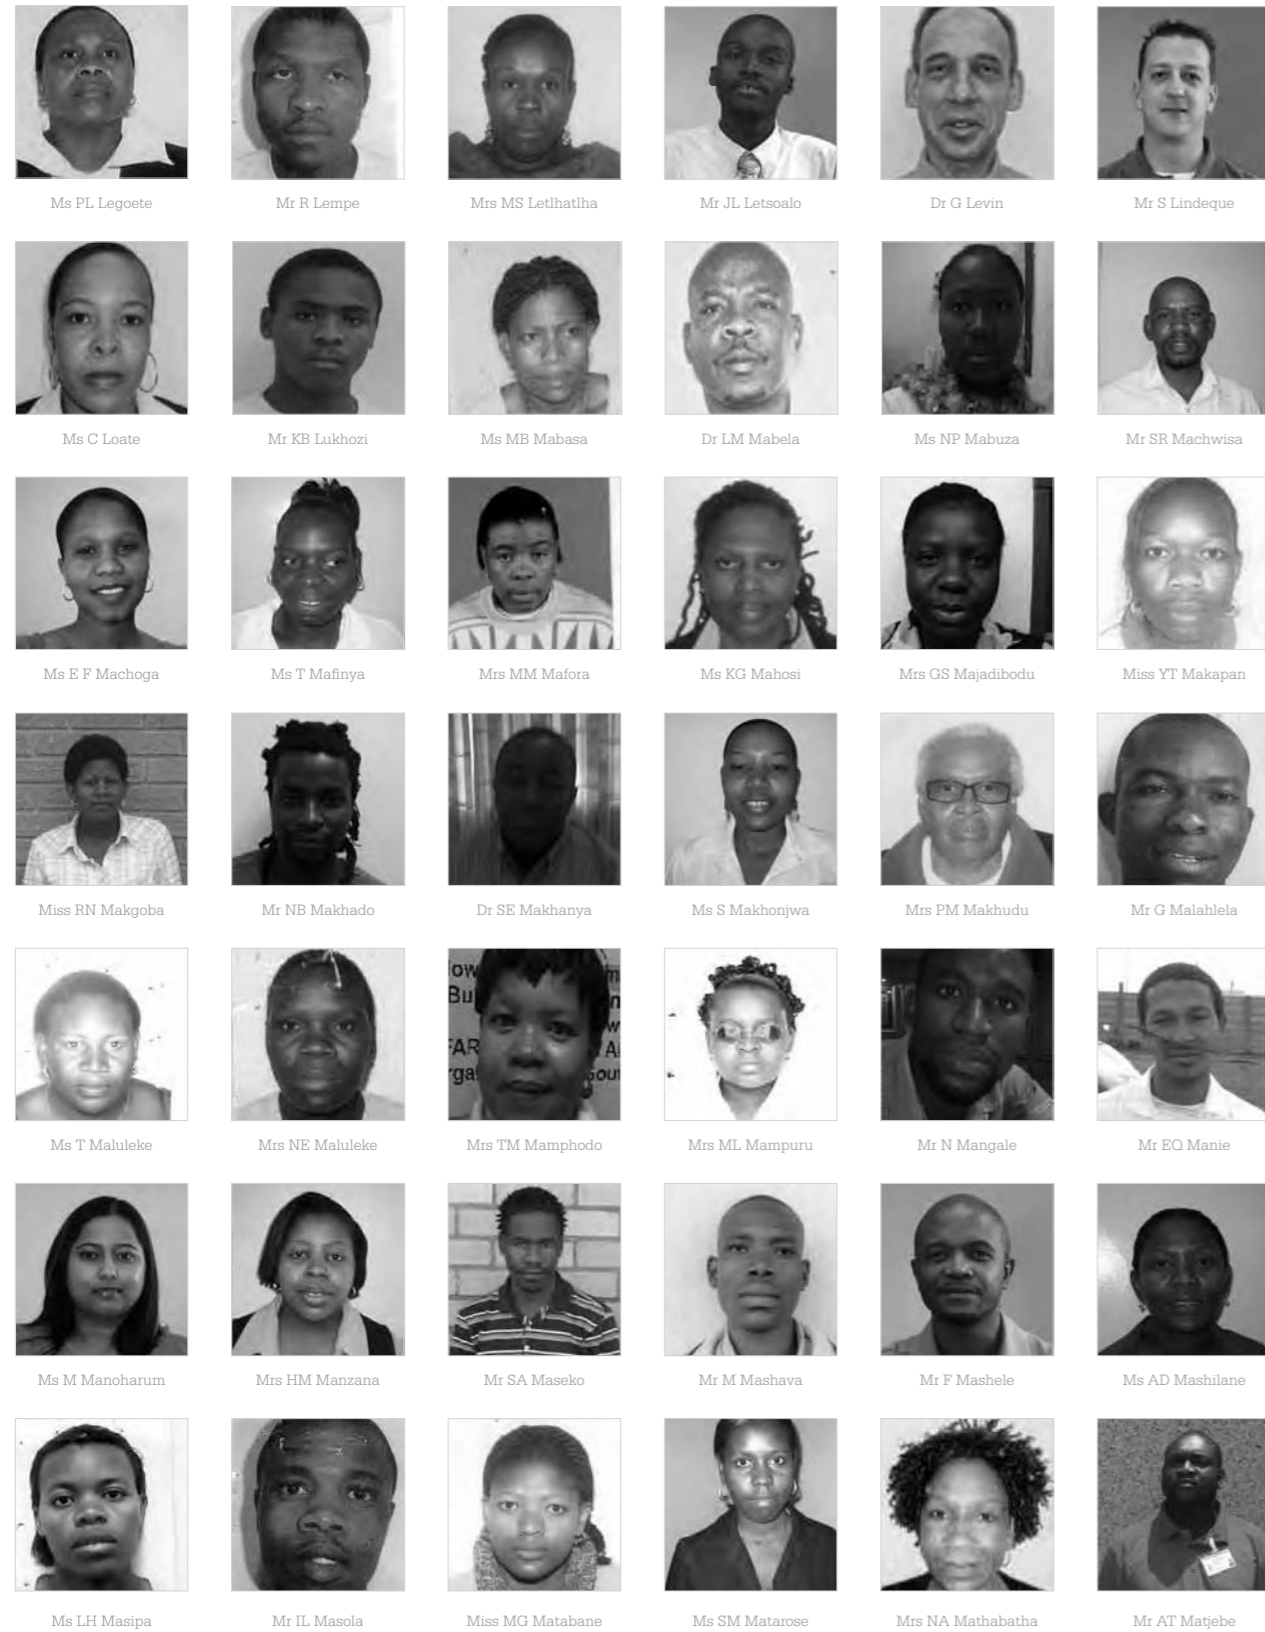 Ms PL Legoete
Mr R Lempe
Mrs MS Letlhatlha
Mr JL Letsoalo
Dr G Levin
Mr S Lindeque
Ms C Loate
Mr KB Lukhozi
Ms MB Mabasa
Dr LM Mabela
Ms NP Mabuza
Mr SR Machwisa
Ms E F Machoga
Ms T Mafinya
Mrs MM Mafora
Ms KG Mahosi
Mrs GS Majadibodu
Miss YT Makapan
Miss RN Makgoba
Mr NB Makhado
Dr SE Makhanya
Ms S Makhonjwa
Mrs PM Makhudu
Mr G Malahlela
Ms T Maluleke
Mrs NE Maluleke
Mrs TM Mamphodo
Mrs ML Mampuru
Mr N Mangale
Mr EQ Manie
Ms M Manoharum
Mrs HM Manzana
Mr SA Maseko
Mr M Mashava
Mr F Mashele
Ms AD Mashilane
Ms LH Masipa
Mr IL Masola
Miss MG Matabane
Ms SM Matarose
Mrs NA Mathabatha
Mr AT Matjebe